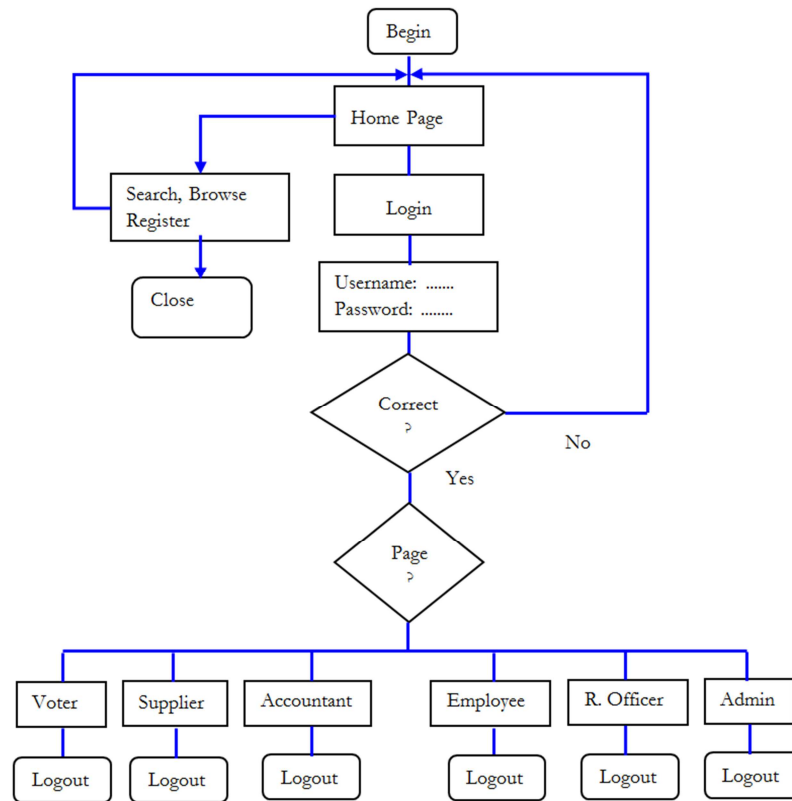 Begin
Home Page
Search, Browse
Register
Login
Close
Username: .......
Password: ........
Correct
?
No
Yes
Page
?
Voter
Supplier
Accountant
Employee
R. Officer
Admin
Logout
Logout
Logout
Logout
Logout
Logout